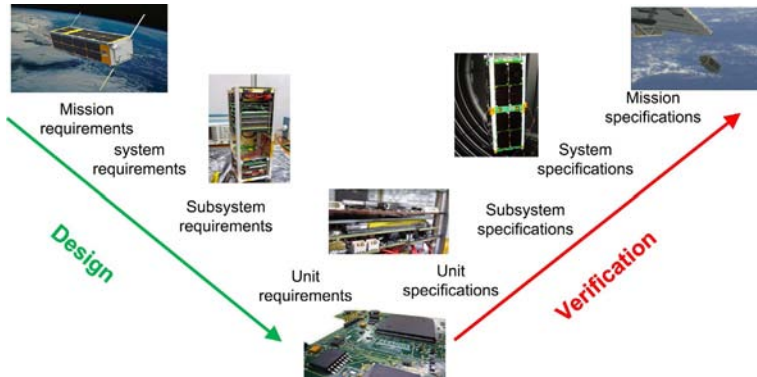 Mission
requirements
system
requirements
Subsystem
requirements
Unit
requirements
Design
Unit
specifications
Subsystem
specifications
System
specifications
Mission
specifications
Verification